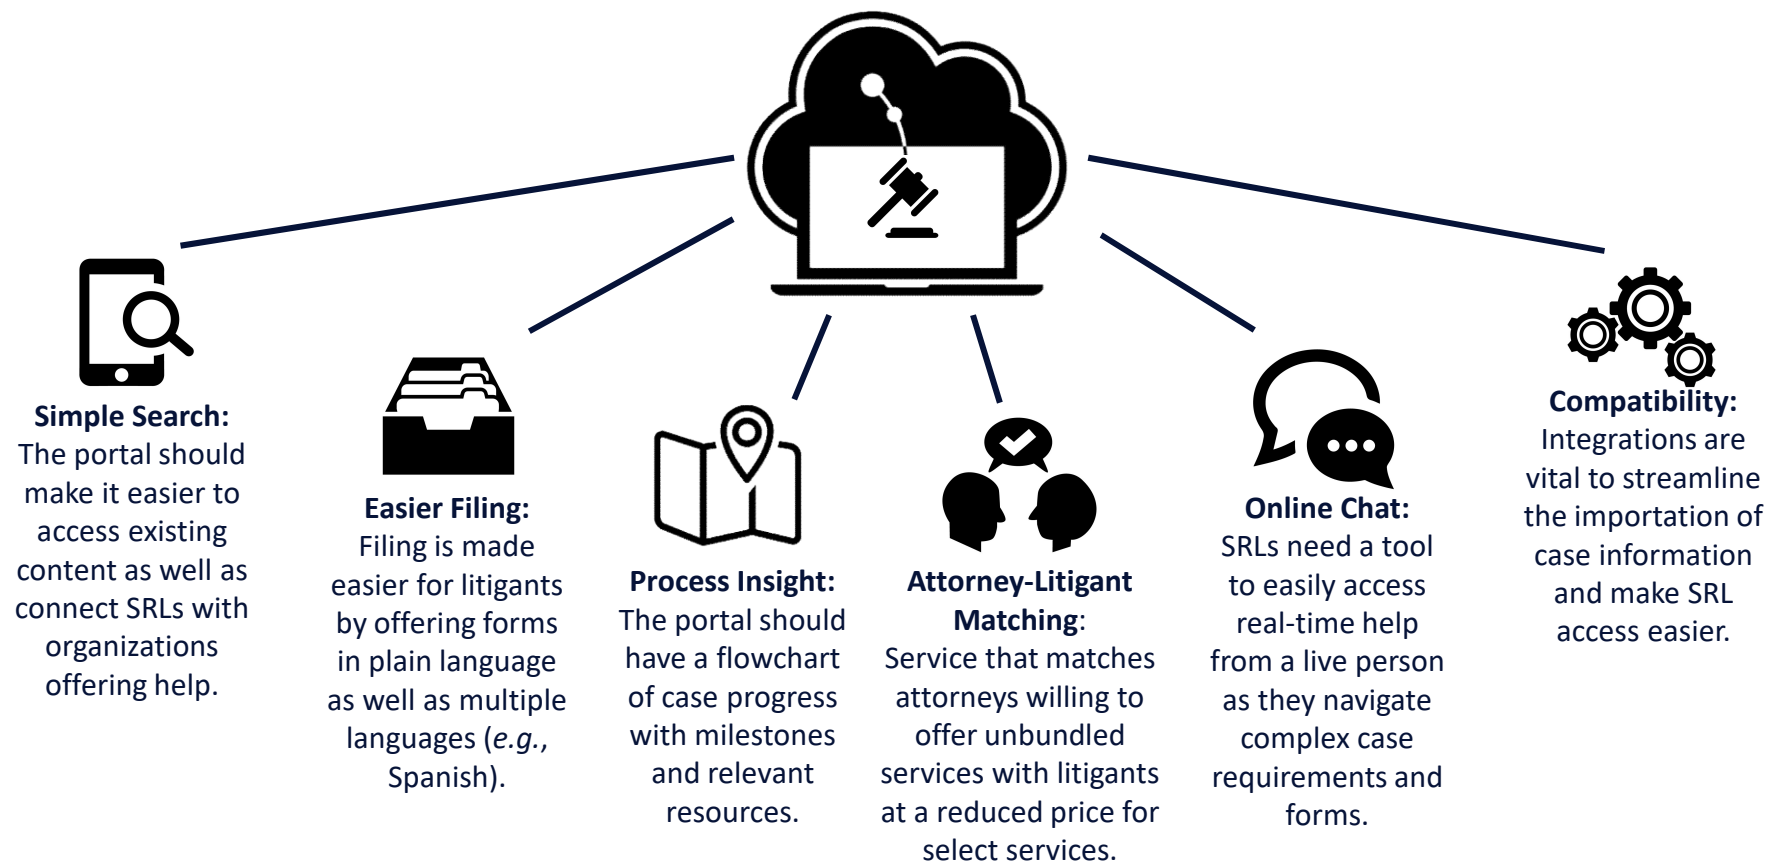 Simple Search:
The portal should
make it easier to
access existing
content as well as
connect SRLs with
organizations
offering help.
Easier Filing:
Filing is made
easier for litigants
by offering forms
in plain language
as well as multiple
languages (e.g.,
Spanish).
Process Insight:
The portal should
have a flowchart
of case progress
with milestones
and relevant
resources.
Attorney-Litigant
Matching:
Service that matches
attorneys willing to
offer unbundled
services with litigants
at a reduced price for
select services.
Online Chat:
SRLs need a tool
to easily access
real-time help
from a live person
as they navigate
complex case
requirements and
forms.
Compatibility:
Integrations are
vital to streamline
the importation of
case information
and make SRL
access easier.